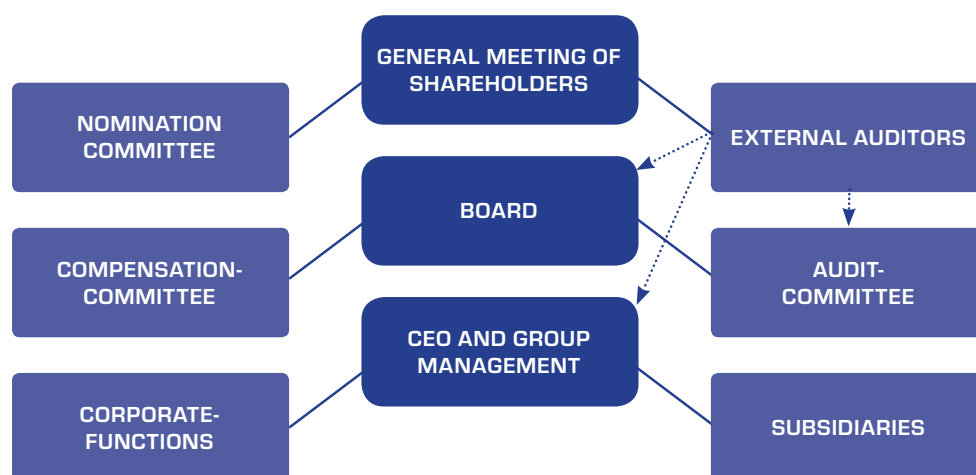 GENERAL MEETING OF
SHAREHOLDERS
NOMINATION
COMMITTEE
EXTERNAL AUDITORS
BOARD
COMPENSATION-
COMMITTEE
AUDIT-
COMMITTEE
CEO AND GROUP
MANAGEMENT
CORPORATE-
FUNCTIONS
SUBSIDIARIES